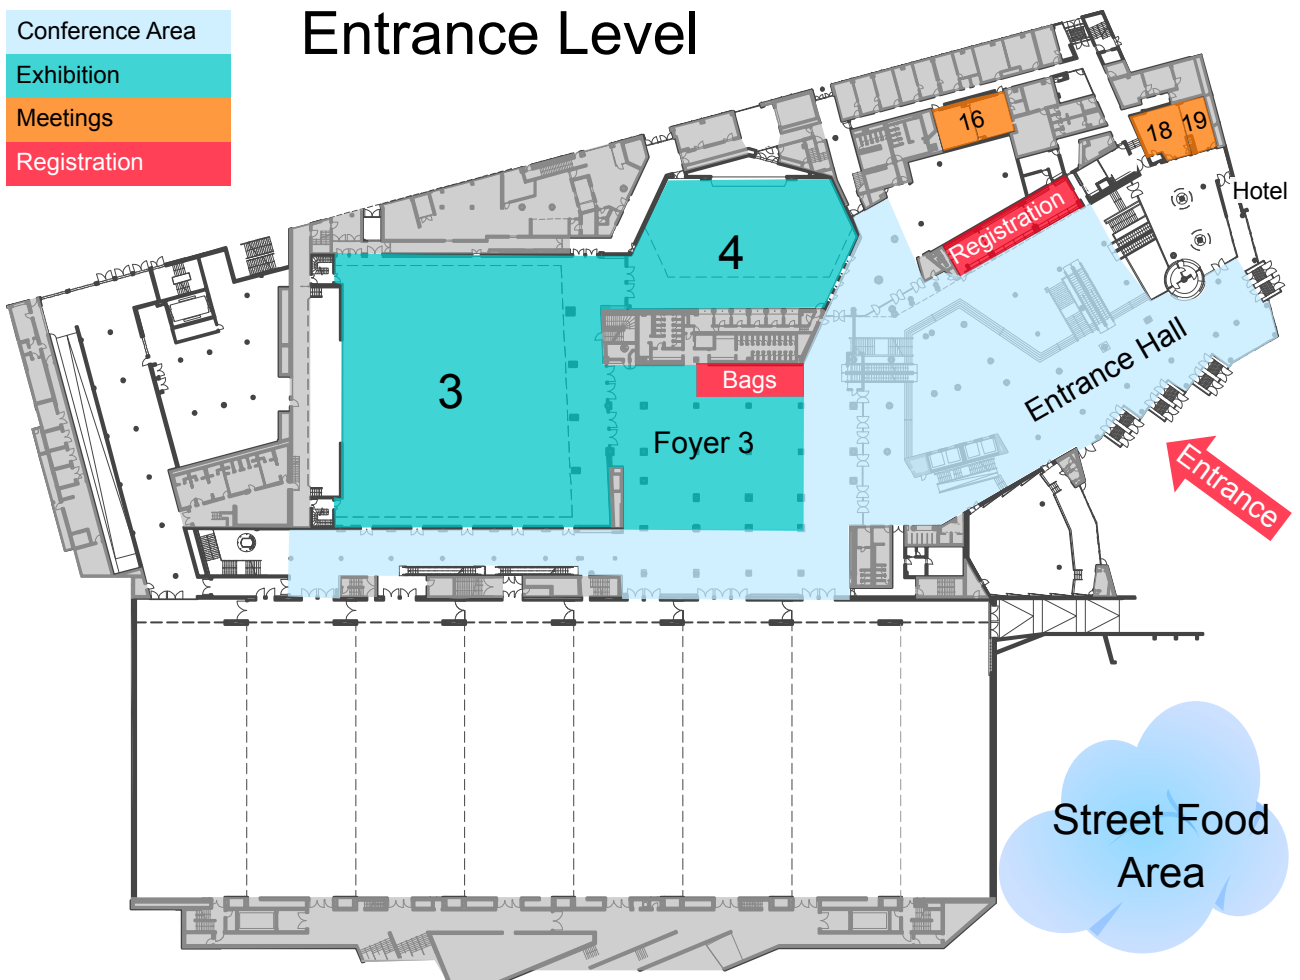 Entrance Level
Conference Area
Exhibition
Meetings
Registration
16
18
19
Hotel
Registration
4
3
Bags
Foyer 3
Entrance Hall
Entrance
Street Food
Area